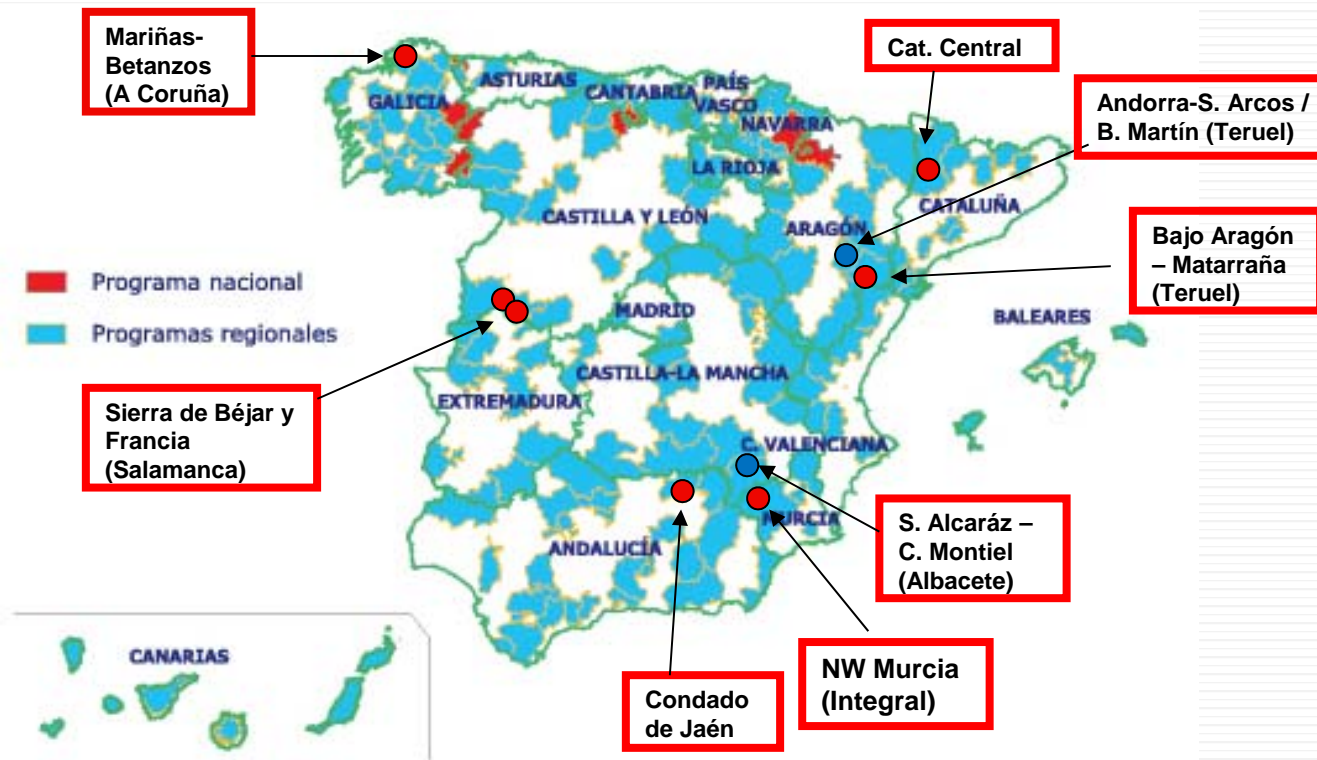 Mariñas-
Betanzos
(A Coruña)
Cat. Central
Andorra-S. Arcos /
B. Martín (Teruel)
ASTURIAS
CANTABRIA
PAÍS
VASCO
GALICIA
NAVARRA
LA RIOJA
CATALUÑA
CASTILLA Y LEÓN
ARAGÓN
Bajo Aragón
– Matarraña
(Teruel)
Programa nacional
Programas regionales
MADRID
BALEARES
CASTILLA-LA MANCHA
EXTREMADURA
Sierra de Béjar y
Francia
(Salamanca)
C. VALENCIANA
MURCIA
ANDALUCÍA
S. Alcaráz –
C. Montiel
(Albacete)
CANARIAS
NW Murcia
(Integral)
Condado
de Jaén